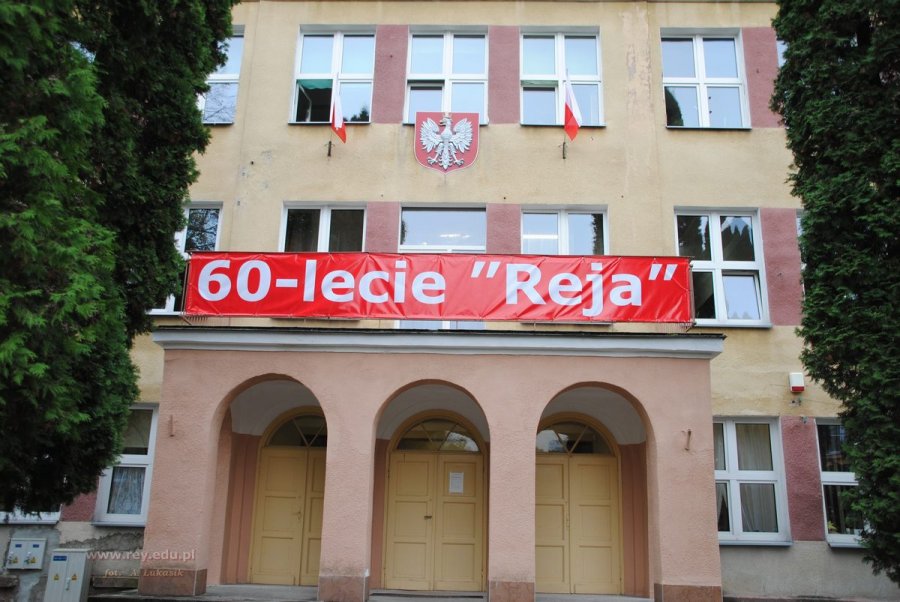 60-lecie ”Reja”
www.rey.edu.pl
fot. A Łukasik